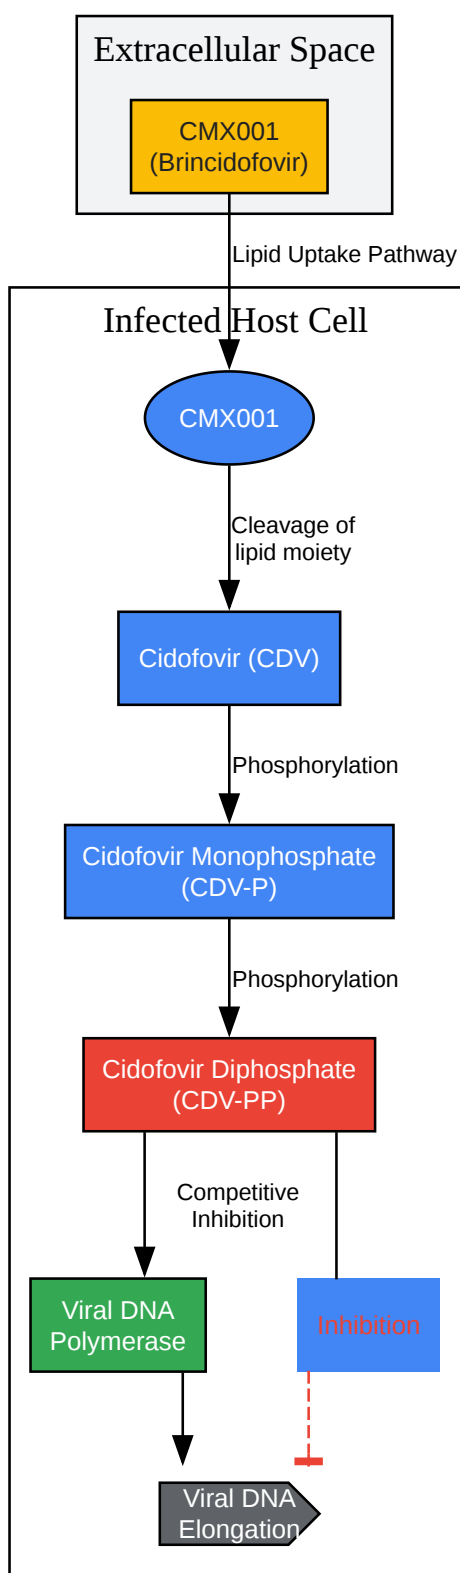 Extracellular Space
CMX001
(Brincidofovir)
Lipid Uptake Pathway
Infected Host Cell
CMX001
Cleavage of
lipid moiety
Cidofovir (CDV)
Phosphorylation
Cidofovir Monophosphate
(CDV-P)
Phosphorylation
Cidofovir Diphosphate
(CDV-PP)
Competitive
Inhibition
Viral DNA
Polymerase
Inhibition
Viral DNA
Elongation